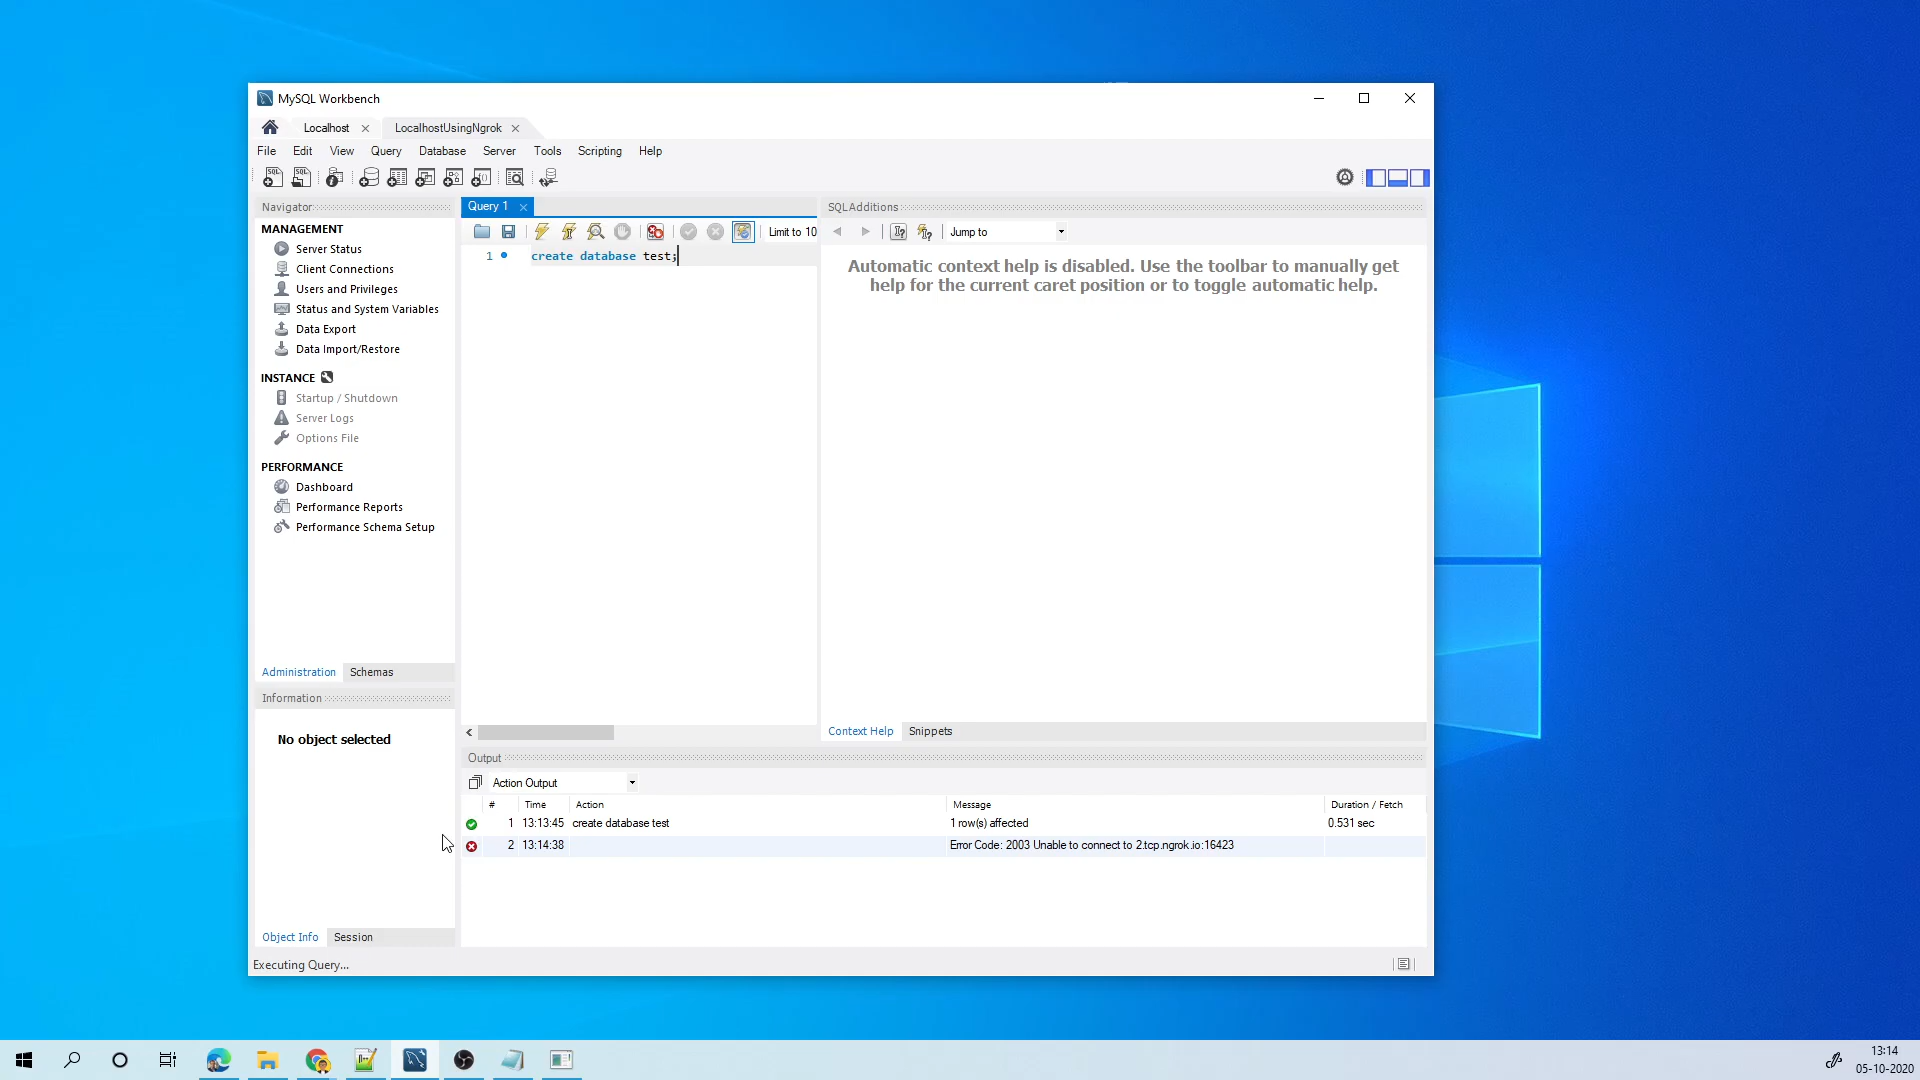 MySQL Workbench
Localhost
LocalhostUsingNgrok
File Edit View Query Database Server Tools Scripting Help
Navigator
MANAGEMENT
Server Status
Client Connections
Users and Privileges
Status and System Variables
Data Export
Data Import/Restore
INSTANCE
Startup / Shutdown
Server Logs
Options File
PERFORMANCE
Dashboard
Performance Reports
Performance Schema Setup
Administration Schemas
Information
No object selected
Object Info Session
Query 1
Limit to 10
1 create database test;
SQLAdditions
Jump to
Automatic context help is disabled. Use the toolbar to manually get
help for the current caret position or to toggle automatic help.
Context Help Snippets
Output
Action Output
# Time Action Message Duration / Fetch
1 13:13:45 create database test 1 row(s) affected 0.531 sec
2 13:14:38 Error Code: 2003 Unable to connect to 2.tcp.ngrok.io:16423
Executing Query...
13:14
05-10-2020